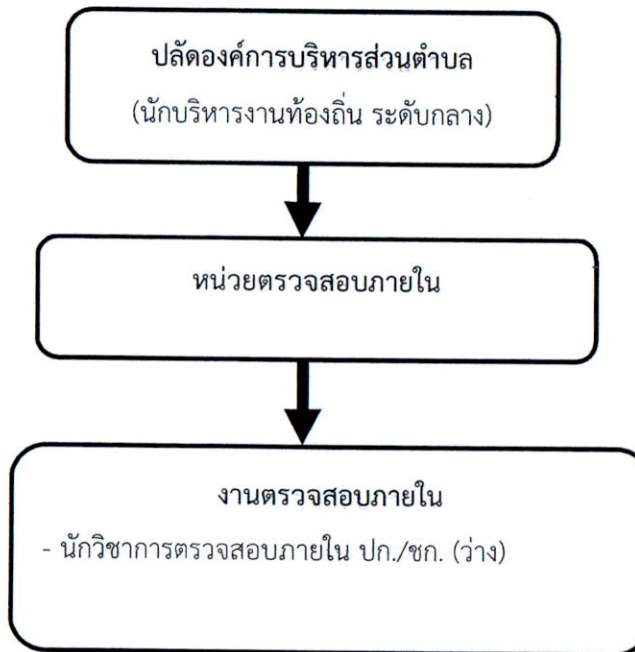 ปลัดองค์การบริหารส่วนตำบล
(นักบริหารงานท้องถิ่น ระดับกลาง)
หน่วยตรวจสอบภายใน
งานตรวจสอบภายใน
- นักวิชาการตรวจสอบภายใน ปก./ชก. (ว่าง)